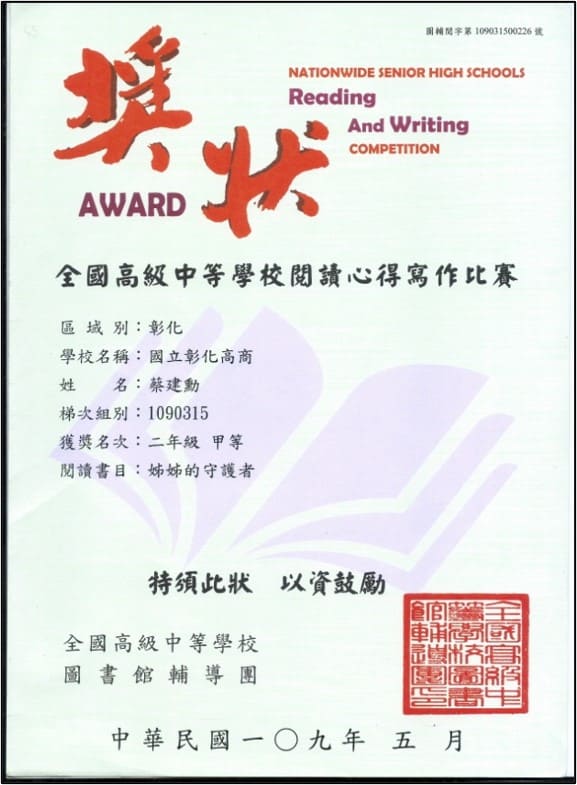 圖輔閱字第 109031500226 號
獎狀
AWARD
NATIONWIDE SENIOR HIGH SCHOOLS
Reading
And Writing
COMPETITION
全國高級中等學校閱讀心得寫作比賽
區 域 別：彰化
學校名稱：國立彰化高商
姓　　名：蔡建勳
梯次組別：1090315
獲獎名次：二年級 甲等
閱讀書目：姊姊的守護者
特頒此狀　以資鼓勵
全國高級中等學校
圖書館輔導團
全國高級中等學校圖書館輔導團印
中華民國一〇九年 五 月